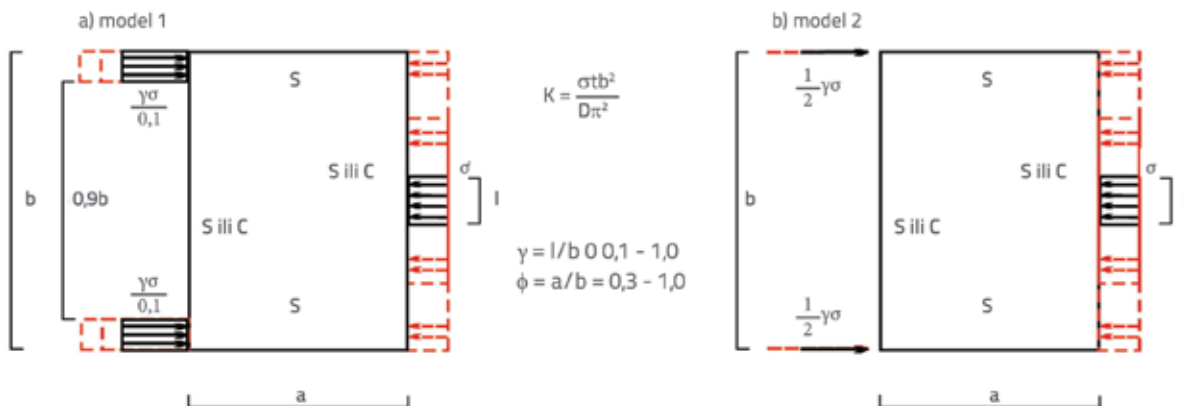 a) model 1
γσ
0,1
b
0,9b
γσ
0,1
S
S ili C
S ili C
S
σ
l
a
K = σtb²
Dπ²
γ = l/b 0 0,1 - 1,0
ϕ = a/b = 0,3 - 1,0
b) model 2
1
2 γσ
b
1
2 γσ
S
S ili C
S ili C
S
σ
a